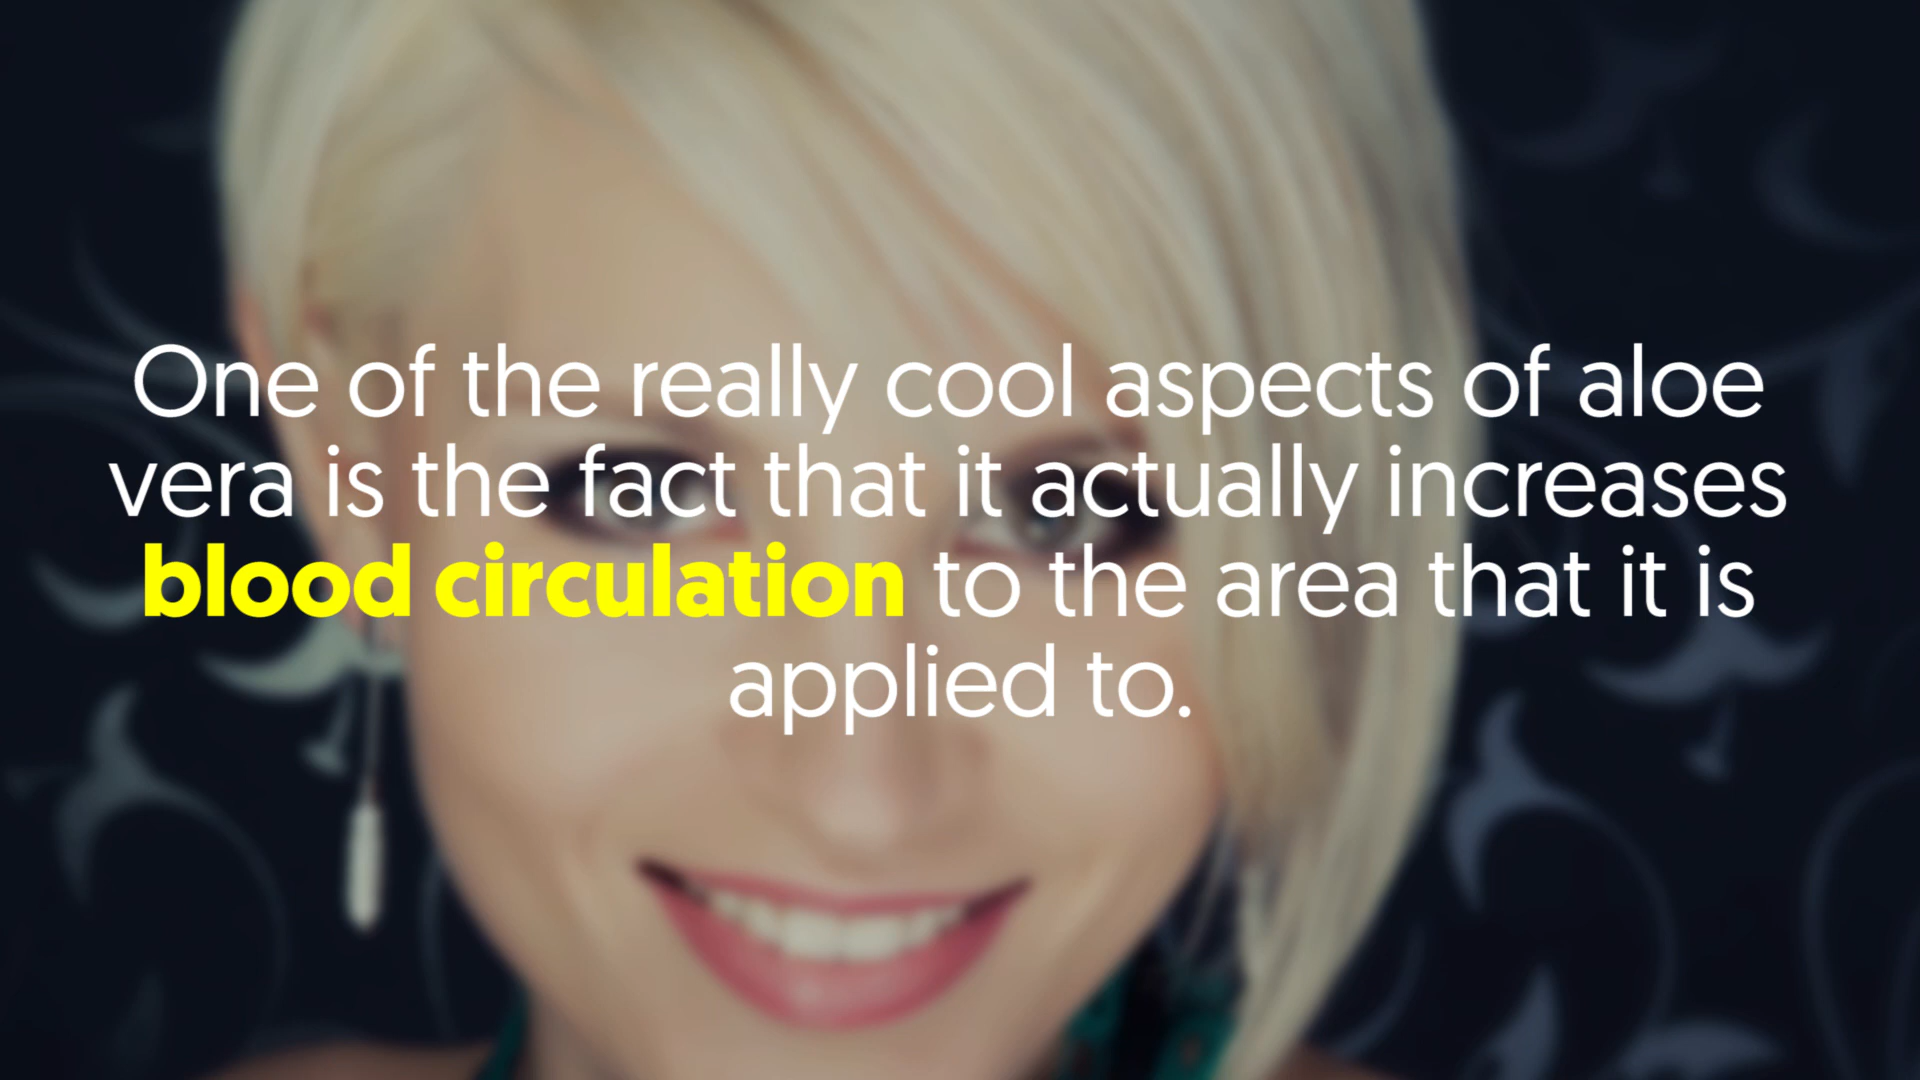 One of the really cool aspects of aloe
vera is the fact that it actually increases
blood circulation to the area that it is
applied to.